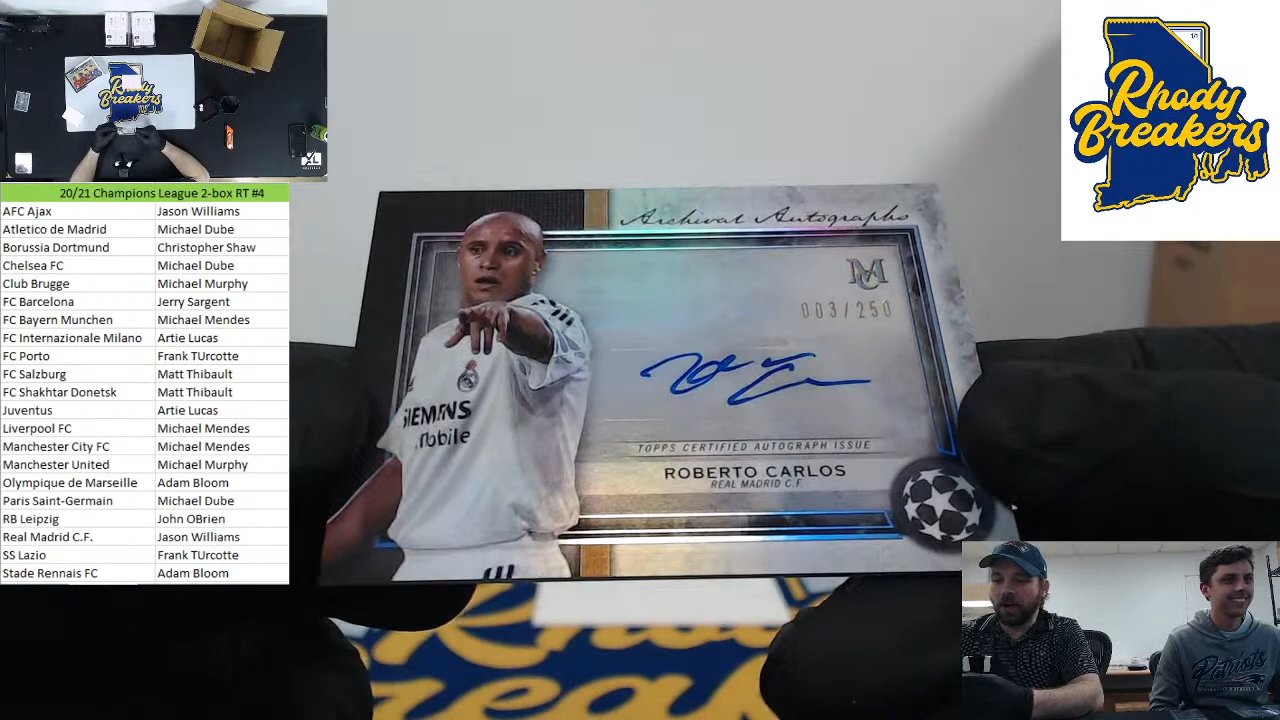 Rhody
Breakers
XL
20/21 Champions League 2-box RT #4
AFC Ajax Jason Williams
Atletico de Madrid Michael Dube
Borussia Dortmund Christopher Shaw
Chelsea FC Michael Dube
Club Brugge Michael Murphy
FC Barcelona Jerry Sargent
FC Bayern Munchen Michael Mendes
FC Internazionale Milano Artie Lucas
FC Porto Frank TUrcotte
FC Salzburg Matt Thibault
FC Shakhtar Donetsk Matt Thibault
Juventus Artie Lucas
Liverpool FC Michael Mendes
Manchester City FC Michael Mendes
Manchester United Michael Murphy
Olympique de Marseille Adam Bloom
Paris Saint-Germain Michael Dube
RB Leipzig John OBrien
Real Madrid C.F. Jason Williams
SS Lazio Frank TUrcotte
Stade Rennais FC Adam Bloom
Archival Autographs
MC
003/250
SIEMENS
mobile
TOPPS CERTIFIED AUTOGRAPH ISSUE
ROBERTO CARLOS
REAL MADRID C.F.
1/1
Rhody
Breakers
Patriots